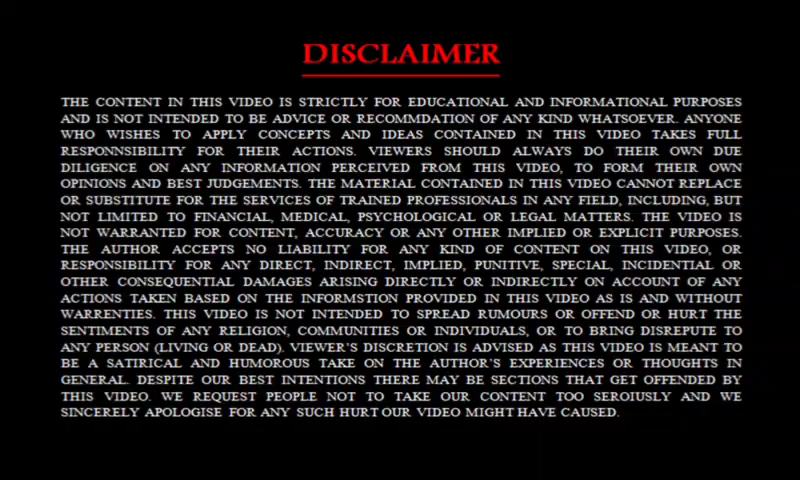 DISCLAIMER
THE CONTENT IN THIS VIDEO IS STRICTLY FOR EDUCATIONAL AND INFORMATIONAL PURPOSES
AND IS NOT INTENDED TO BE ADVICE OR RECOMMDATION OF ANY KIND WHATSOEVER. ANYONE
WHO WISHES TO APPLY CONCEPTS AND IDEAS CONTAINED IN THIS VIDEO TAKES FULL
RESPONNSIBILITY FOR THEIR ACTIONS. VIEWERS SHOULD ALWAYS DO THEIR OWN DUE
DILIGENCE ON ANY INFORMATION PERCEIVED FROM THIS VIDEO, TO FORM THEIR OWN
OPINIONS AND BEST JUDGEMENTS. THE MATERIAL CONTAINED IN THIS VIDEO CANNOT REPLACE
OR SUBSTITUTE FOR THE SERVICES OF TRAINED PROFESSIONALS IN ANY FIELD, INCLUDING, BUT
NOT LIMITED TO FINANCIAL, MEDICAL, PSYCHOLOGICAL OR LEGAL MATTERS. THE VIDEO IS
NOT WARRANTED FOR CONTENT, ACCURACY OR ANY OTHER IMPLIED OR EXPLICIT PURPOSES.
THE AUTHOR ACCEPTS NO LIABILITY FOR ANY KIND OF CONTENT ON THIS VIDEO, OR
RESPONSIBILITY FOR ANY DIRECT, INDIRECT, IMPLIED, PUNITIVE, SPECIAL, INCIDENTAL OR
OTHER CONSEQUENTIAL DAMAGES ARISING DIRECTLY OR INDIRECTLY ON ACCOUNT OF ANY
ACTIONS TAKEN BASED ON THE INFORMSTION PROVIDED IN THIS VIDEO AS IS AND WITHOUT
WARRENTIES. THIS VIDEO IS NOT INTENDED TO SPREAD RUMOURS OR OFFEND OR HURT THE
SENTIMENTS OF ANY RELIGION, COMMUNITIES OR INDIVIDUALS, OR TO BRING DISREPUTE TO
ANY PERSON (LIVING OR DEAD). VIEWER'S DISCRETION IS ADVISED AS THIS VIDEO IS MEANT TO
BE A SATIRICAL AND HUMOROUS TAKE ON THE AUTHOR'S EXPERIENCES OR THOUGHTS IN
GENERAL. DESPITE OUR BEST INTENTIONS THERE MAY BE SECTIONS THAT GET OFFENDED BY
THIS VIDEO. WE REQUEST PEOPLE NOT TO TAKE OUR CONTENT TOO SEROIUSLY AND WE
SINCERELY APOLOGISE FOR ANY SUCH HURT OUR VIDEO MIGHT HAVE CAUSED.